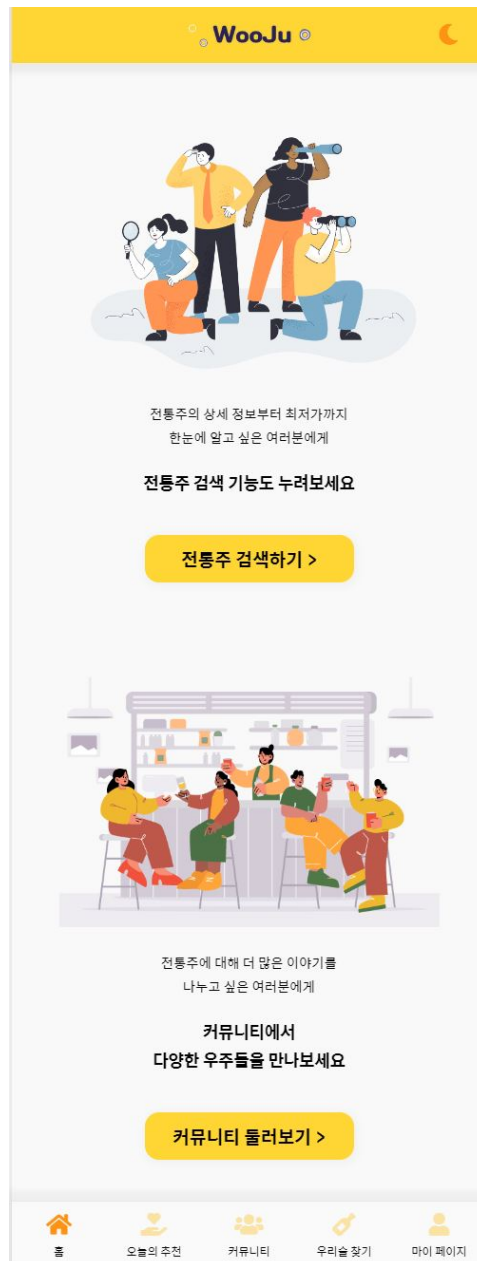 WooJu
전통주의 상세 정보부터 최저가까지
한눈에 알고 싶은 여러분에게
전통주 검색 기능도 누려보세요
전통주 검색하기 >
전통주에 대해 더 많은 이야기를
나누고 싶은 여러분에게
커뮤니티에서
다양한 우주들을 만나보세요
커뮤니티 둘러보기 >
홈 오늘의 추천 커뮤니티 우리술 찾기 마이 페이지